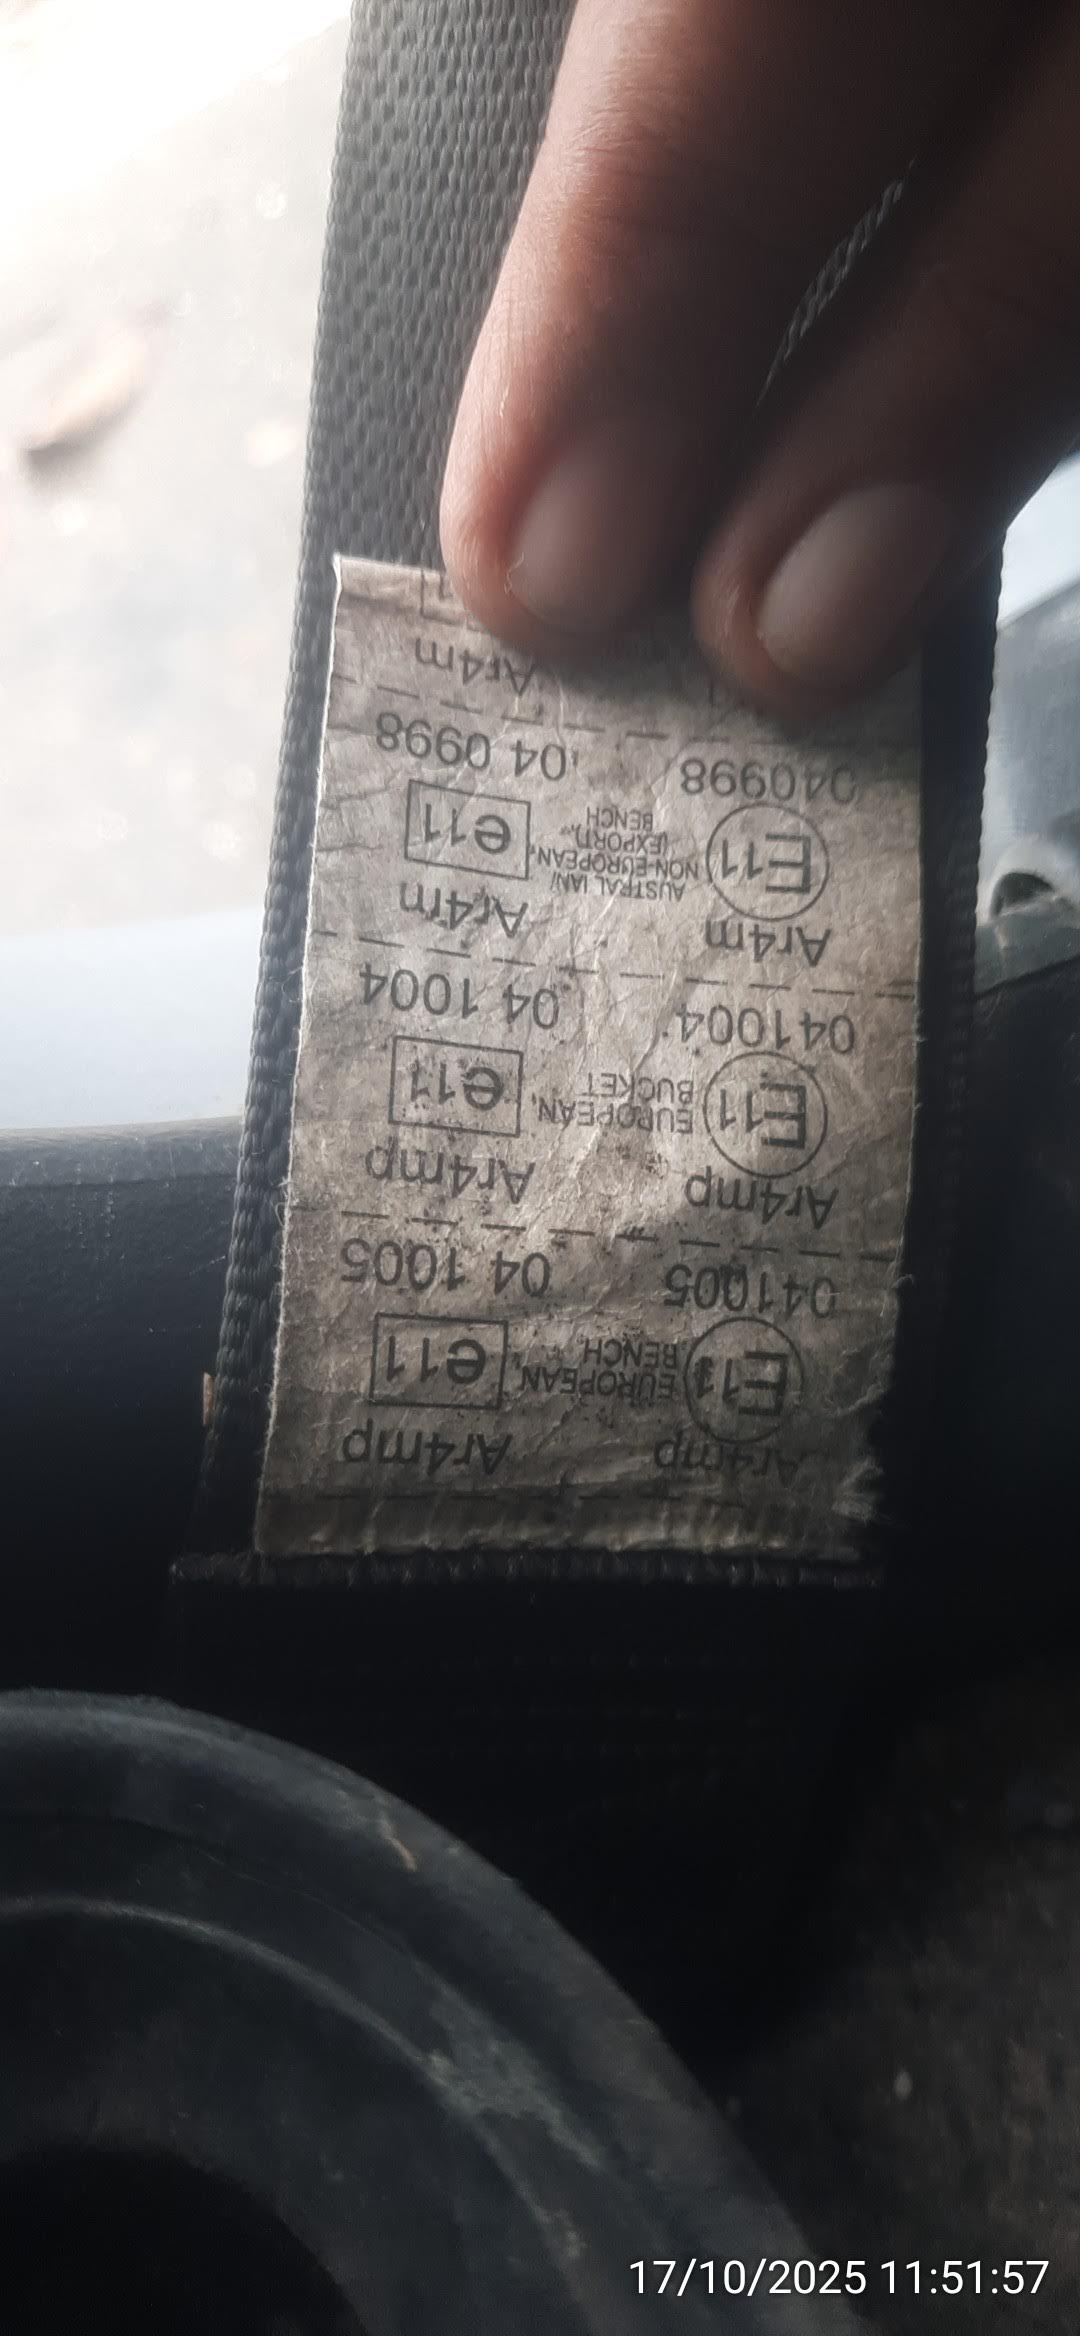 Ar4mp Ar4mp
E11 EUROPEAN, e11
BENCH
041005 04 1005
Ar4mp Ar4mp
E11 EUROPEAN, e11
BUCKET
041004 04 1004
Ar4m Ar4m
AUSTRALIAN/
E11 NON-EUROPEAN, e11
(EXPORT),
BENCH
040998 04 0998
Ar4m
17/10/2025 11:51:57